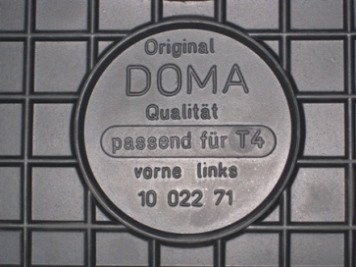 Original
DOMA
Qualität
passend für T4
vorne links
10 022 71